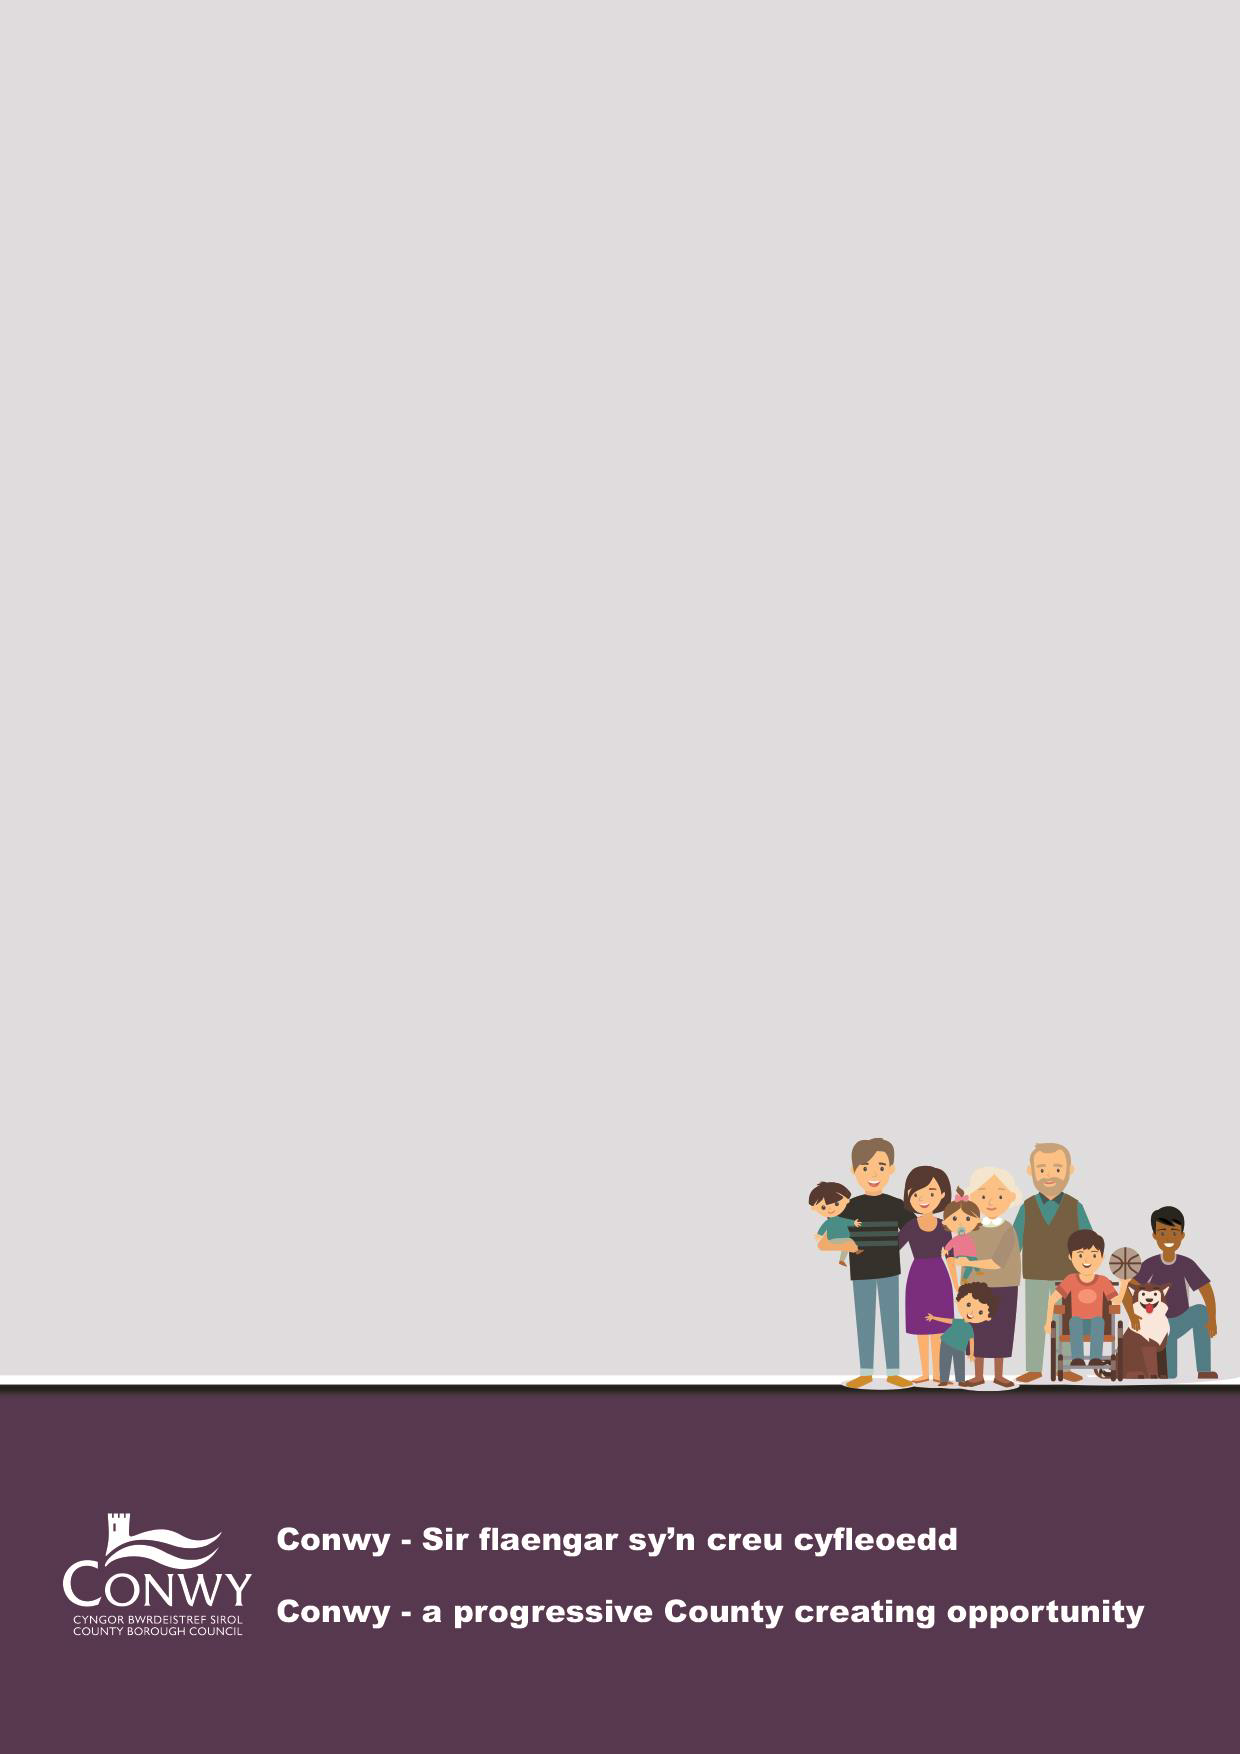 CONWY
CYNGOR BWRDEISTREF SIROL
COUNTY BOROUGH COUNCIL
Conwy - Sir flaengar sy’n creu cyfleoedd
Conwy - a progressive County creating opportunity